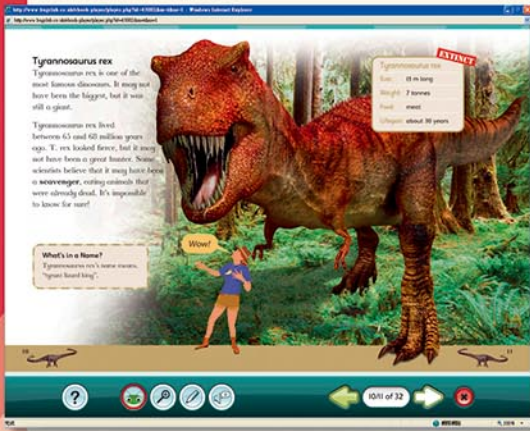 Tyrannosaurus rex
Tyrannosaurus rex is one of the
most famous dinosaurs. It may not
have been the biggest, but it was
still a giant.
Tyrannosaurus rex lived
between 65 and 68 million years
ago. T. rex looked fierce, but it may
not have been a great hunter. Some
scientists believe that it may have been
a scavenger, eating animals that
were already dead. It's impossible
to know for sure!
What's in a Name?
Tyrannosaurus rex's name means,
"tyrant lizard king".
Wow!
EXTINCT
Tyrannosaurus rex
Size: 13 m long
Weight: 7 tonnes
Food: meat
Lifespan: about 30 years
10
11
?
10/11 of 32